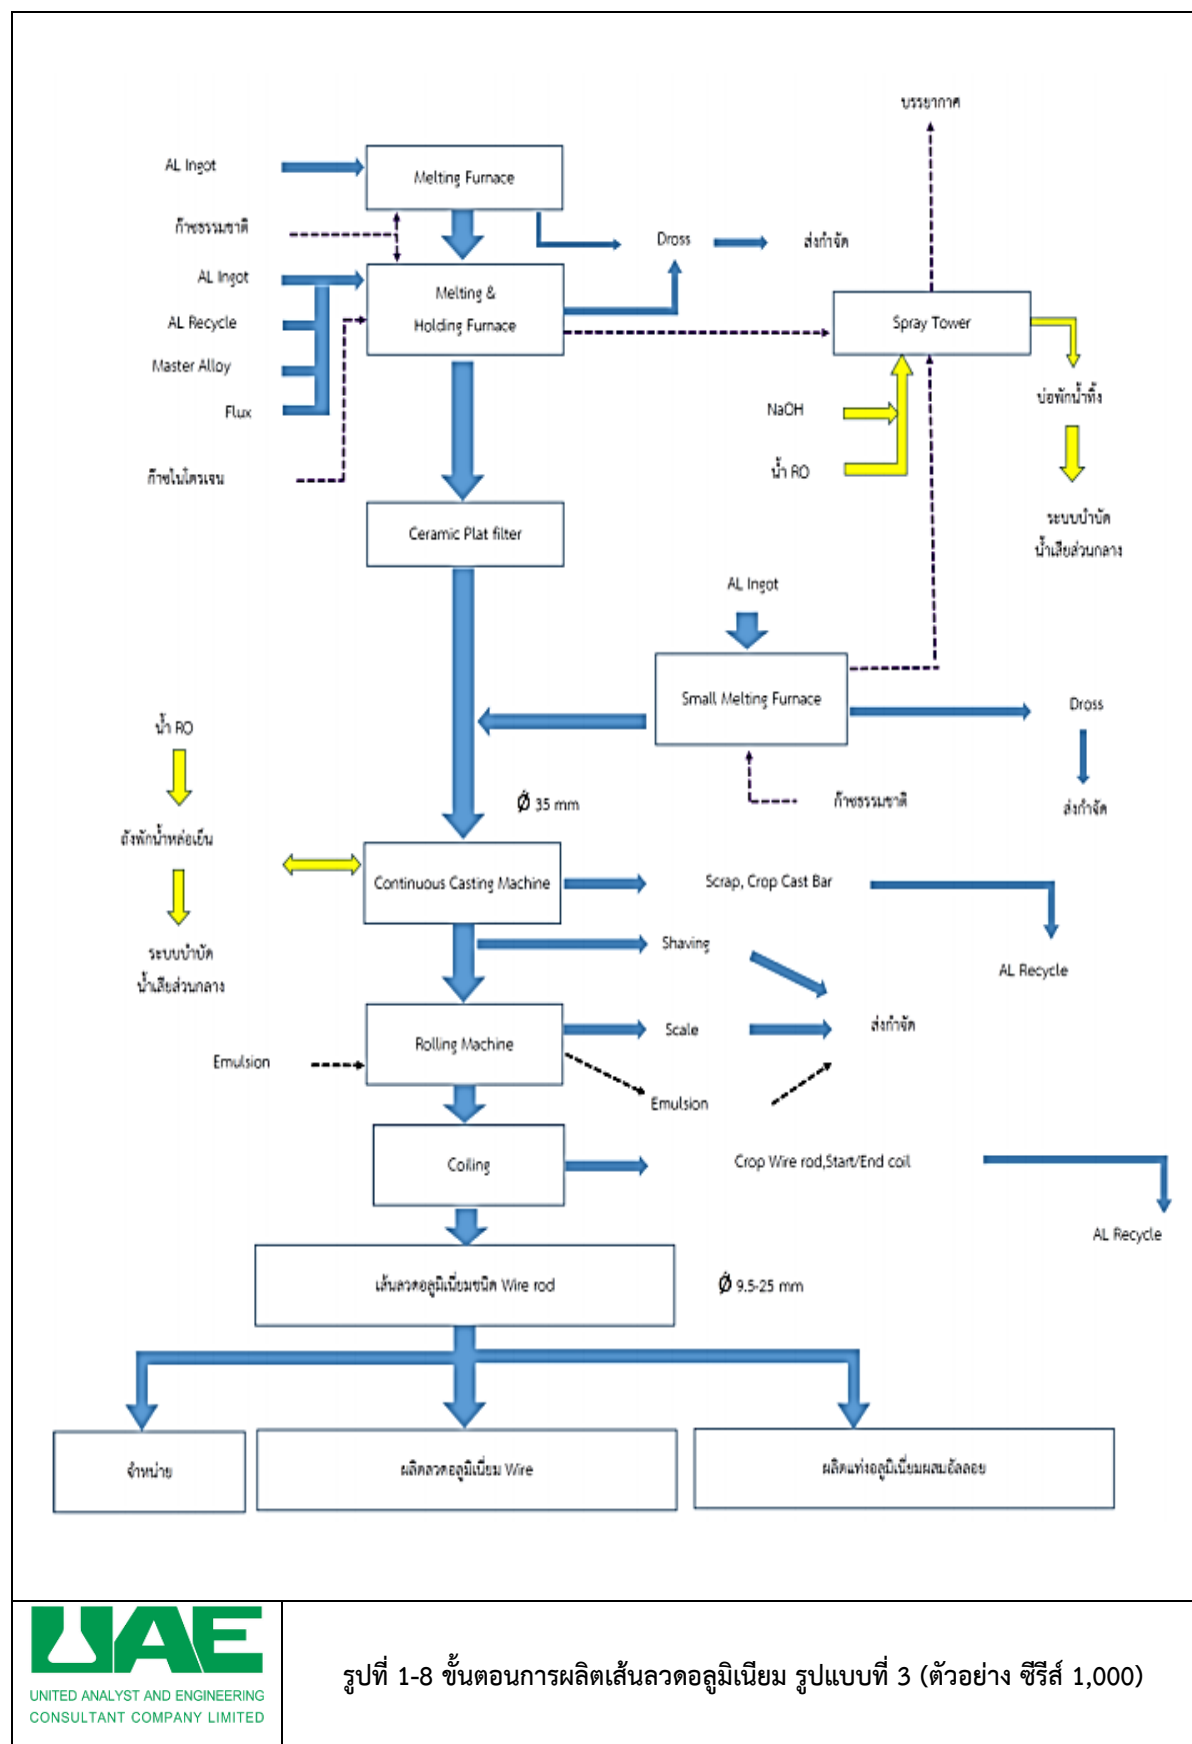 บรรยากาศ
AL Ingot
Melting Furnace
ก๊าซธรรมชาติ
Dross
ส่งกำจัด
AL Ingot
Melting &
Holding Furnace
AL Recycle
Spray Tower
Master Alloy
Flux
NaOH
บ่อพักน้ำทิ้ง
ก๊าซไนโตรเจน
น้ำ RO
ระบบบำบัด
น้ำเสียส่วนกลาง
Ceramic Plat filter
AL Ingot
Small Melting Furnace
Dross
น้ำ RO
ก๊าซธรรมชาติ
ส่งกำจัด
Ø 35 mm
ถังพักน้ำหล่อเย็น
Continuous Casting Machine
Scrap, Crop Cast Bar
Shaving
AL Recycle
ระบบบำบัด
น้ำเสียส่วนกลาง
Rolling Machine
Scale
ส่งกำจัด
Emulsion
Emulsion
Coiling
Crop Wire rod,Start/End coil
AL Recycle
เส้นลวดอลูมิเนี่ยมชนิด Wire rod
Ø 9.5-25 mm
จำหน่าย
ผลิตลวดอลูมิเนี่ยม Wire
ผลิตแท่งอลูมิเนี่ยมผสมอัลลอย
UAE
UNITED ANALYST AND ENGINEERING
CONSULTANT COMPANY LIMITED
รูปที่ 1-8 ขั้นตอนการผลิตเส้นลวดอลูมิเนียม รูปแบบที่ 3 (ตัวอย่าง ซีรีส์ 1,000)